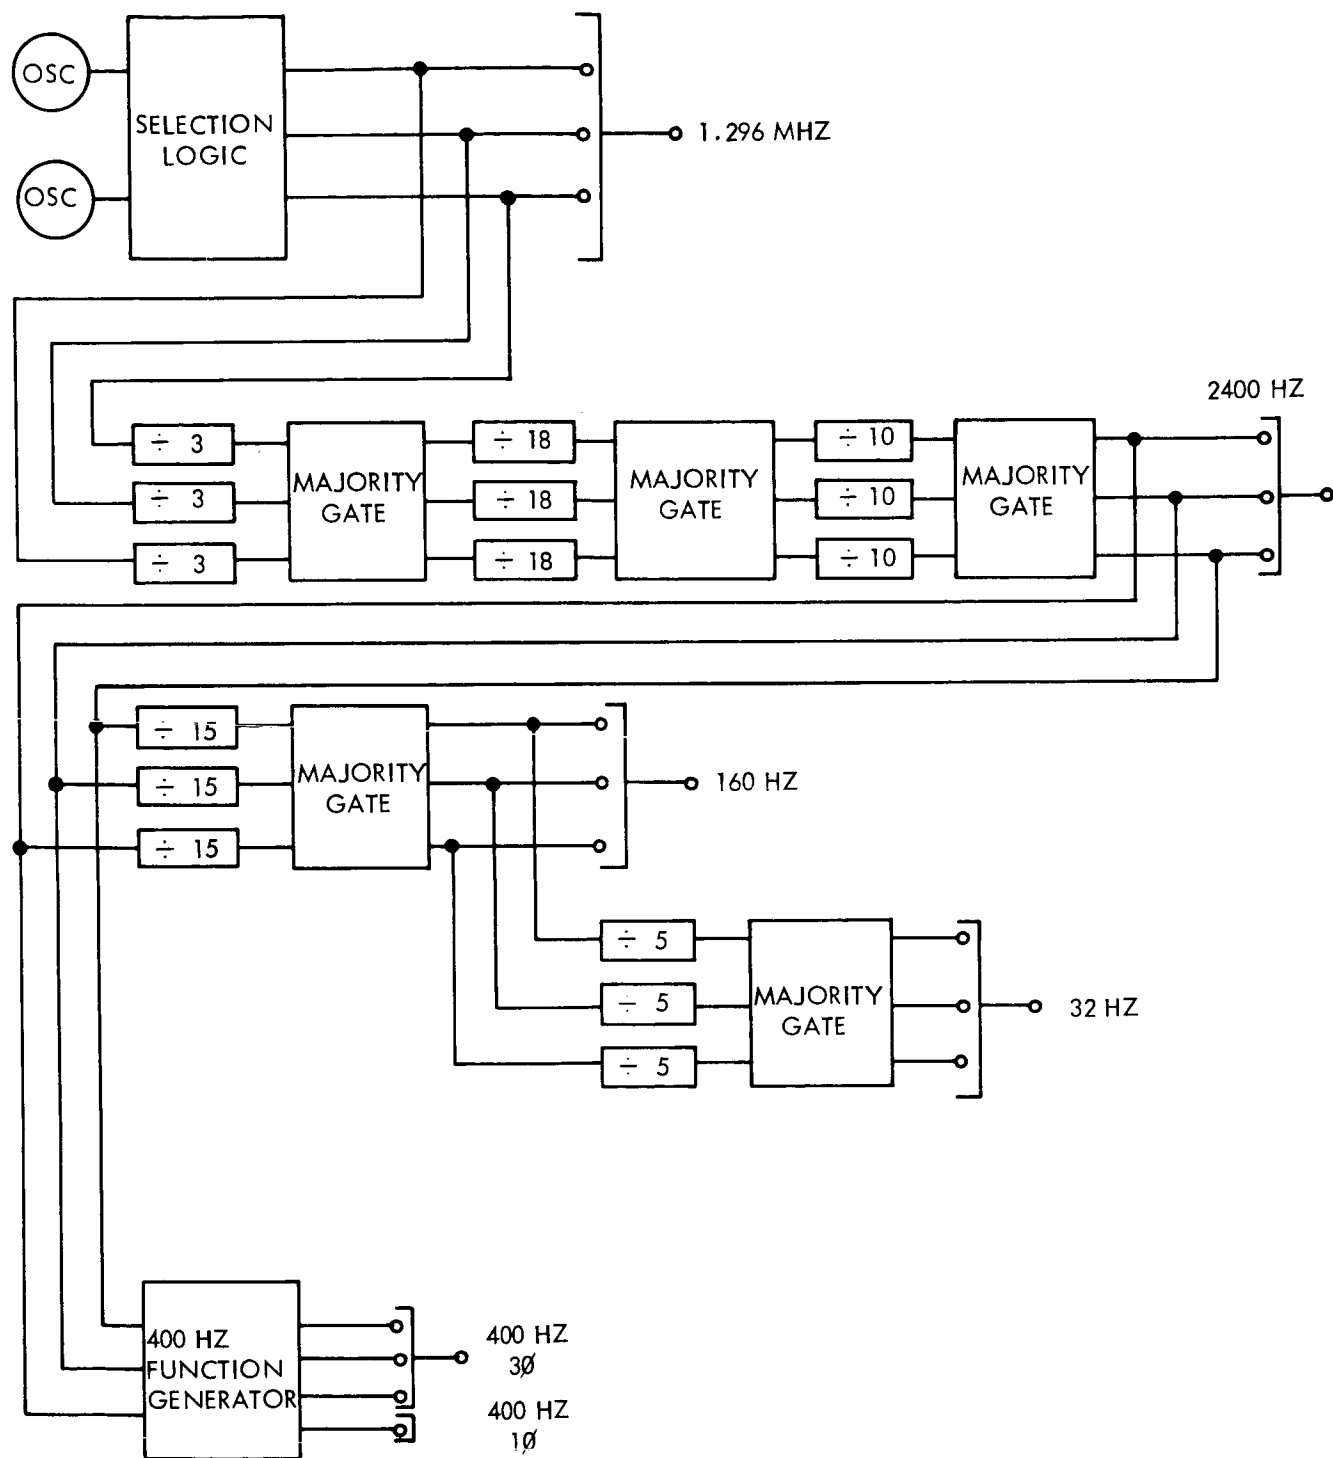 OSC
SELECTION
LOGIC
OSC
1.296 MHZ
2400 HZ
÷ 3
÷ 3
÷ 3
MAJORITY
GATE
÷ 18
÷ 18
÷ 18
MAJORITY
GATE
÷ 10
÷ 10
÷ 10
MAJORITY
GATE
÷ 15
÷ 15
÷ 15
MAJORITY
GATE
160 HZ
÷ 5
÷ 5
÷ 5
MAJORITY
GATE
32 HZ
400 HZ
FUNCTION
GENERATOR
400 HZ
3Ø
400 HZ
1Ø